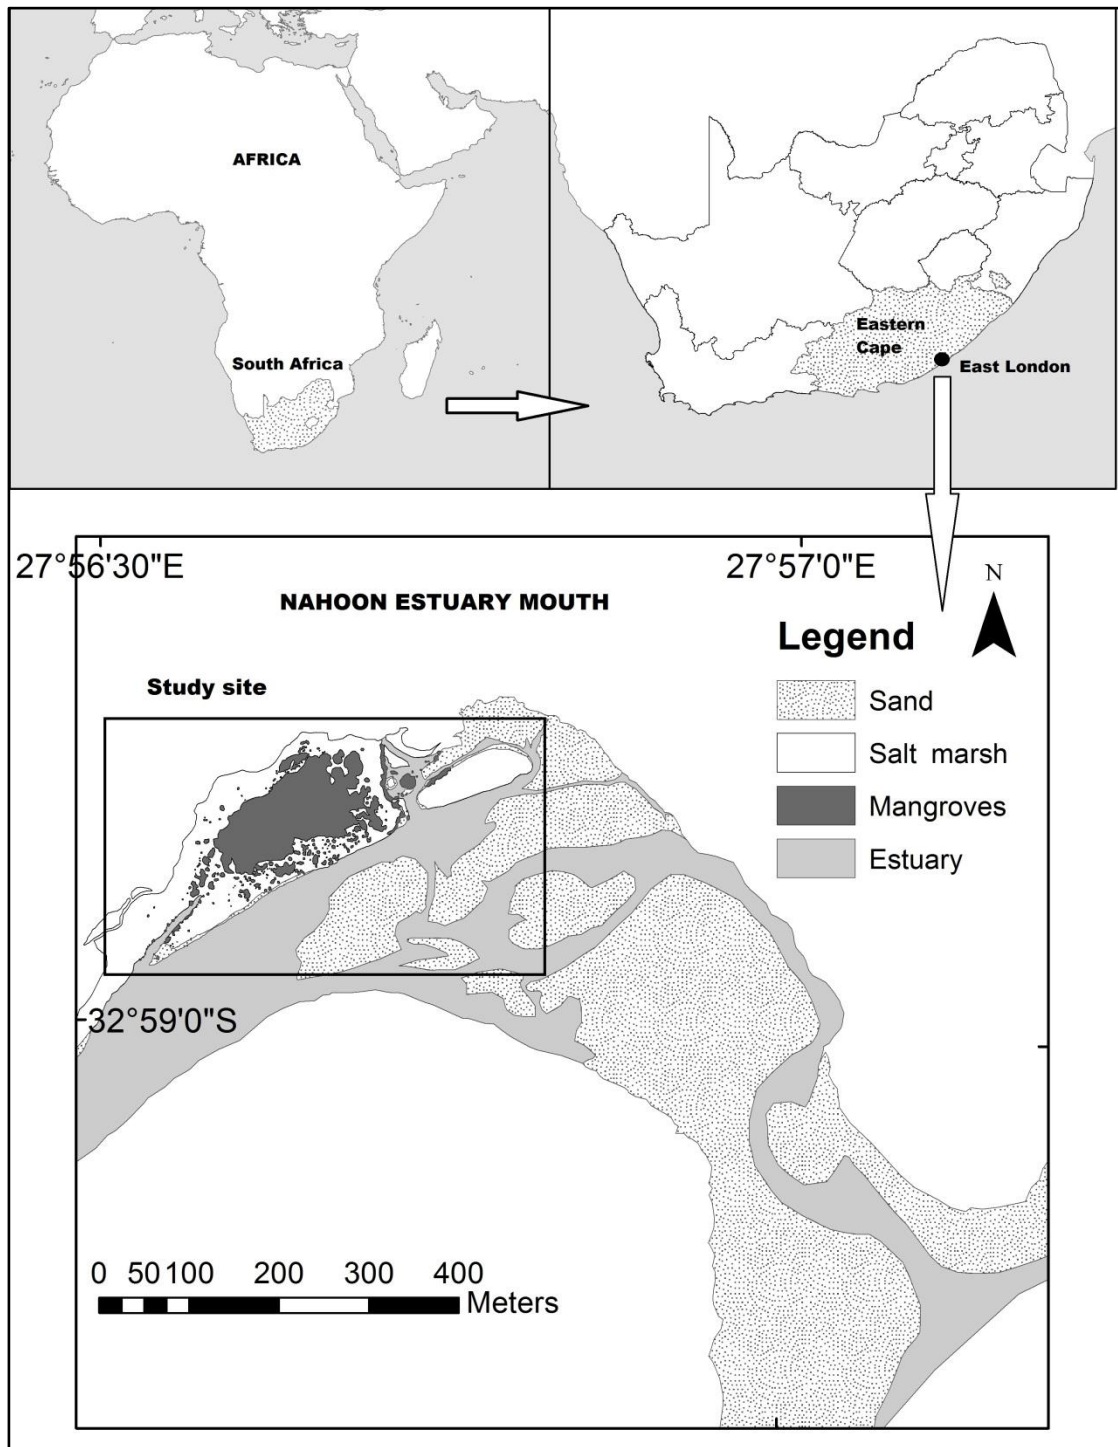 AFRICA
South Africa
Eastern
Cape
East London
27°56'30"E
27°57'0"E
NAHOON ESTUARY MOUTH
N
Legend
Study site
Sand
Salt marsh
Mangroves
Estuary
32°59'0"S
0 50 100 200 300 400
Meters